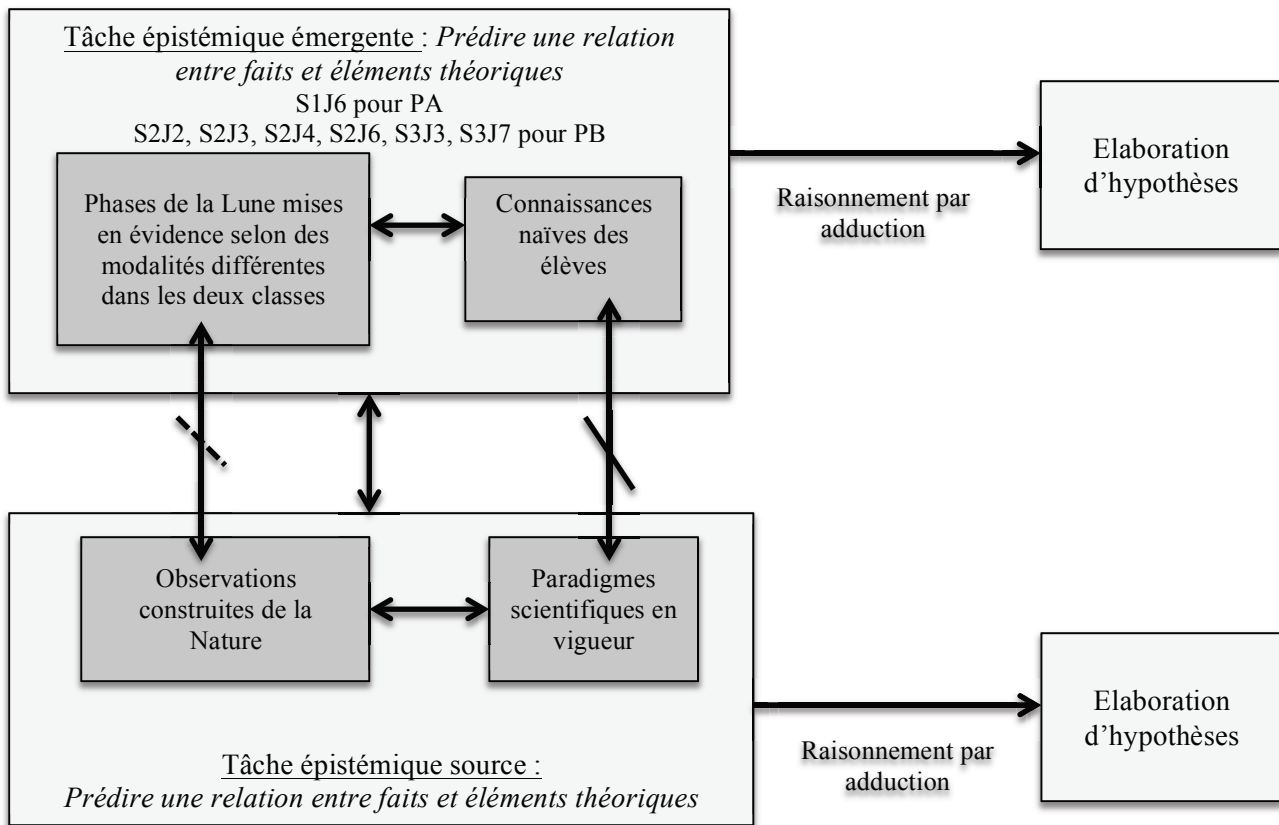 Tâche épistémique émergente : Prédire une relation
entre faits et éléments théoriques
S1J6 pour PA
S2J2, S2J3, S2J4, S2J6, S3J3, S3J7 pour PB
Phases de la Lune mises
en évidence selon des
modalités différentes
dans les deux classes
Connaissances
naïves des
élèves
Raisonnement par
adduction
Elaboration
d’hypothèses
Observations
construites de la
Nature
Paradigmes
scientifiques en
vigueur
Tâche épistémique source :
Prédire une relation entre faits et éléments théoriques
Raisonnement par
adduction
Elaboration
d’hypothèses